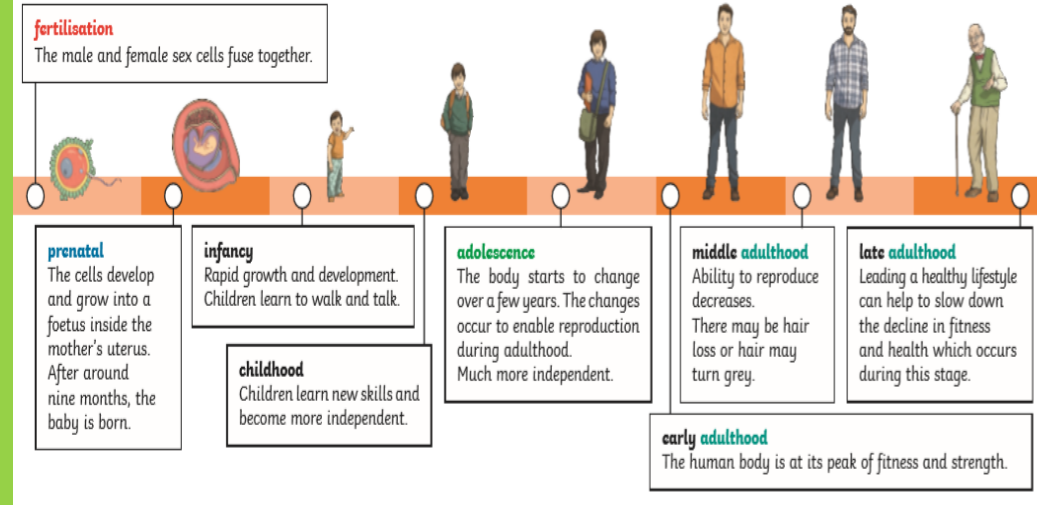 fertilisation
The male and female sex cells fuse together.
prenatal
The cells develop
and grow into a
foetus inside the
mother's uterus.
After around
nine months, the
baby is born.
infancy
Rapid growth and development.
Children learn to walk and talk.
childhood
Children learn new skills and
become more independent.
adolescence
The body starts to change
over a few years. The changes
occur to enable reproduction
during adulthood.
Much more independent.
early adulthood
The human body is at its peak of fitness and strength.
middle adulthood
Ability to reproduce
decreases.
There may be hair
loss or hair may
turn grey.
late adulthood
Leading a healthy lifestyle
can help to slow down
the decline in fitness
and health which occurs
during this stage.